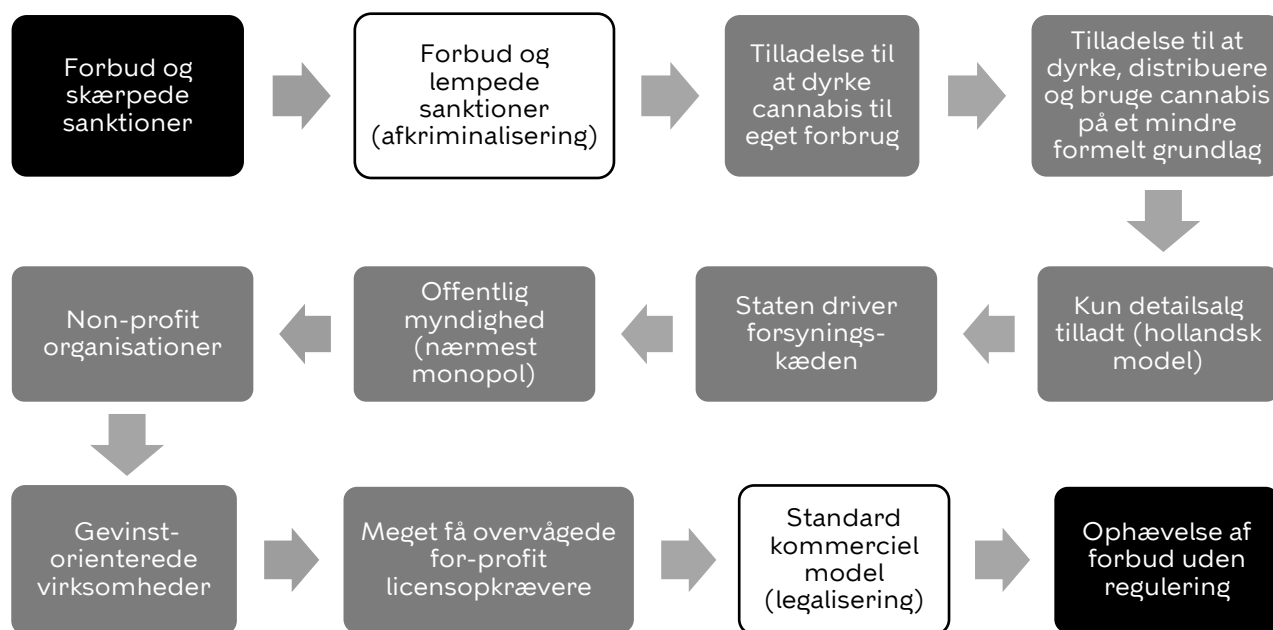 Forbud og
skærpede
sanktioner
Forbud og
lempede
sanktioner
(afkriminalisering)
Tilladelse til
at dyrke
cannabis til
eget forbrug
Tilladelse til at
dyrke, distribuere
og bruge cannabis
på et mindre
formelt grundlag
Kun detailsalg
tilladt (hollandsk
model)
Staten driver
forsynings-
kæden
Offentlig
myndighed
(nærmest
monopol)
Non-profit
organisationer
Gevinst-
orienterede
virksomheder
Meget få overvågede
for-profit
licensopkrævere
Standard
kommerciel
model
(legalisering)
Ophævelse af
forbud uden
regulering